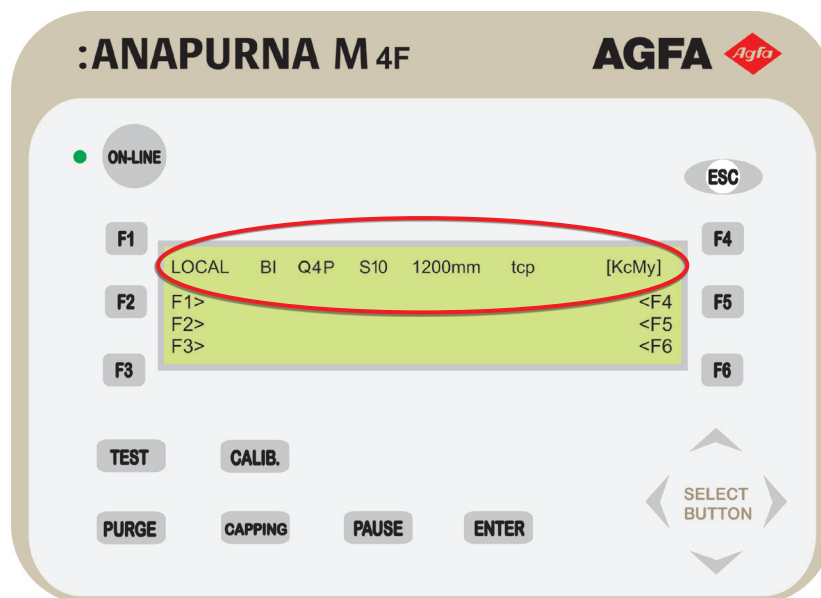 :ANAPURNA M 4F
AGFA Agfa
ON-LINE
ESC
F1
F4
LOCAL BI Q4P S10 1200mm tcp [KcMy]
F2
F1> <F4
F5
F2> <F5
F3> <F6
F3
F6
TEST CALIB.
SELECT
BUTTON
PURGE CAPPING PAUSE ENTER